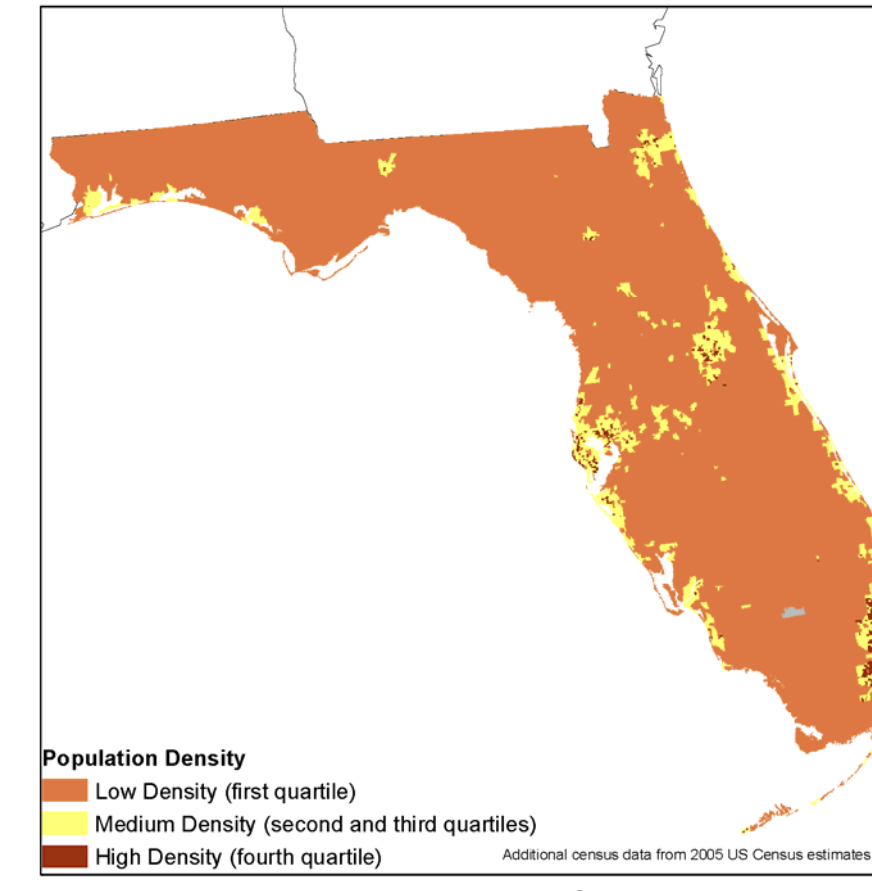 Population Density
Low Density (first quartile)
Medium Density (second and third quartiles)
High Density (fourth quartile)
Additional census data from 2005 US Census estimates